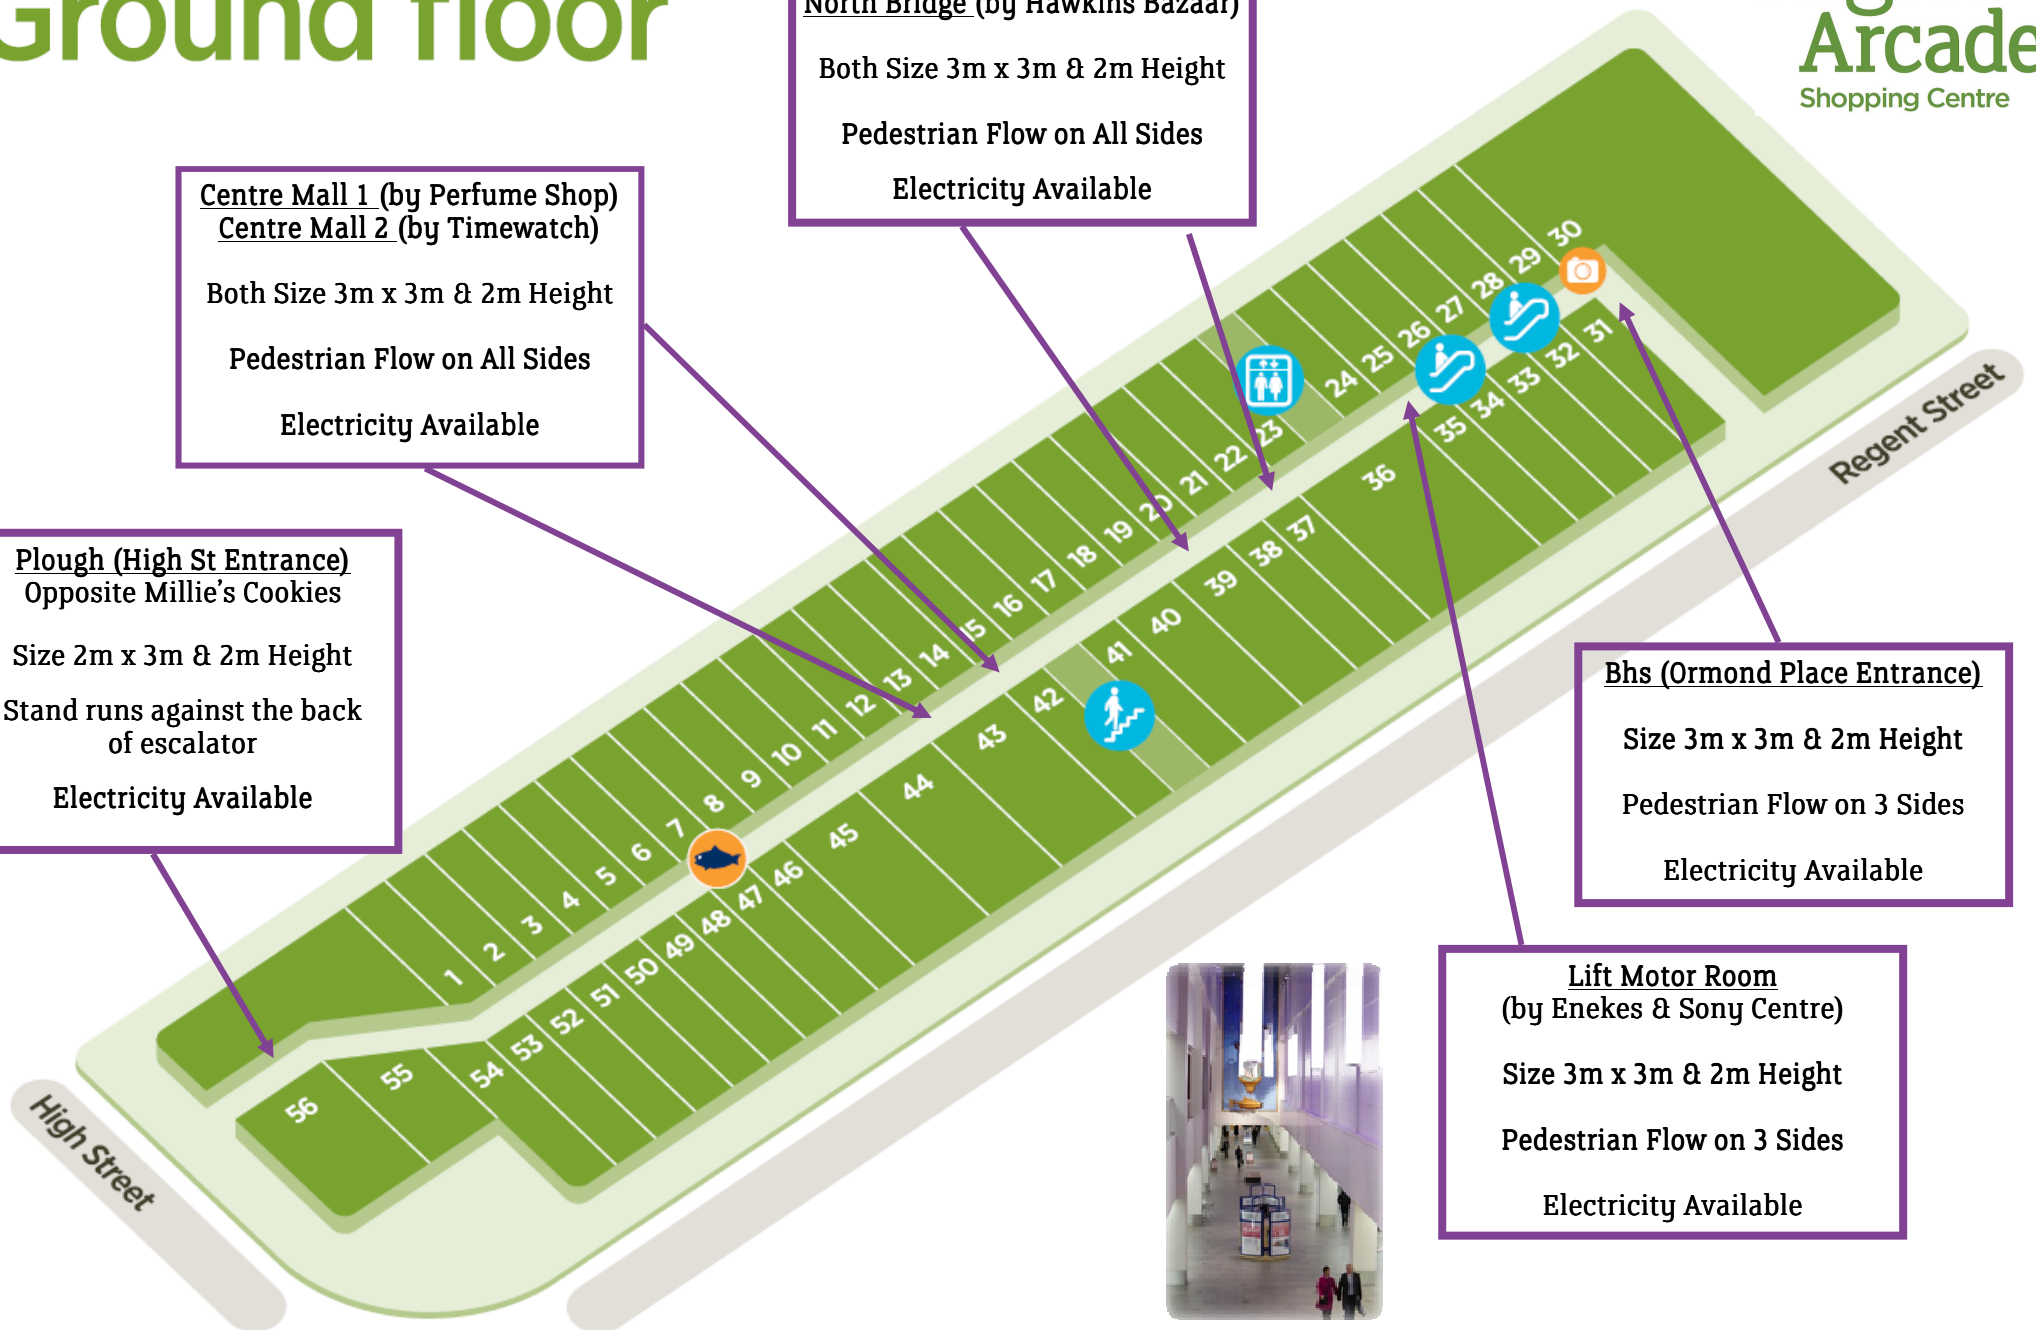 Ground floor
North Bridge (by Hawkins Bazaar)
Both Size 3m x 3m & 2m Height
Pedestrian Flow on All Sides
Electricity Available
Arcade
Shopping Centre
Centre Mall 1 (by Perfume Shop)
Centre Mall 2 (by Timewatch)
Both Size 3m x 3m & 2m Height
Pedestrian Flow on All Sides
Electricity Available
Plough (High St Entrance)
Opposite Millie's Cookies
Size 2m x 3m & 2m Height
Stand runs against the back
of escalator
Electricity Available
Bhs (Ormond Place Entrance)
Size 3m x 3m & 2m Height
Pedestrian Flow on 3 Sides
Electricity Available
Lift Motor Room
(by Enekes & Sony Centre)
Size 3m x 3m & 2m Height
Pedestrian Flow on 3 Sides
Electricity Available
Regent Street
High Street
1
2
3
4
5
6
7
8
9
10
11
12
13
14
15
16
17
18
19
20
21
22
23
24
25
26
27
28
29
30
31
32
33
34
35
36
37
38
39
40
41
42
43
44
45
46
47
48
49
50
51
52
53
54
55
56